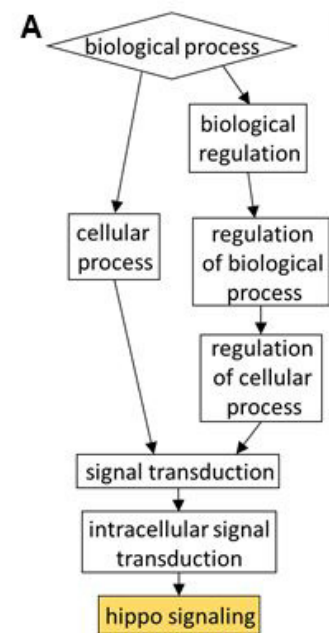 A
biological process
biological
regulation
cellular
process
regulation
of biological
process
regulation
of cellular
process
signal transduction
intracellular signal
transduction
hippo signaling